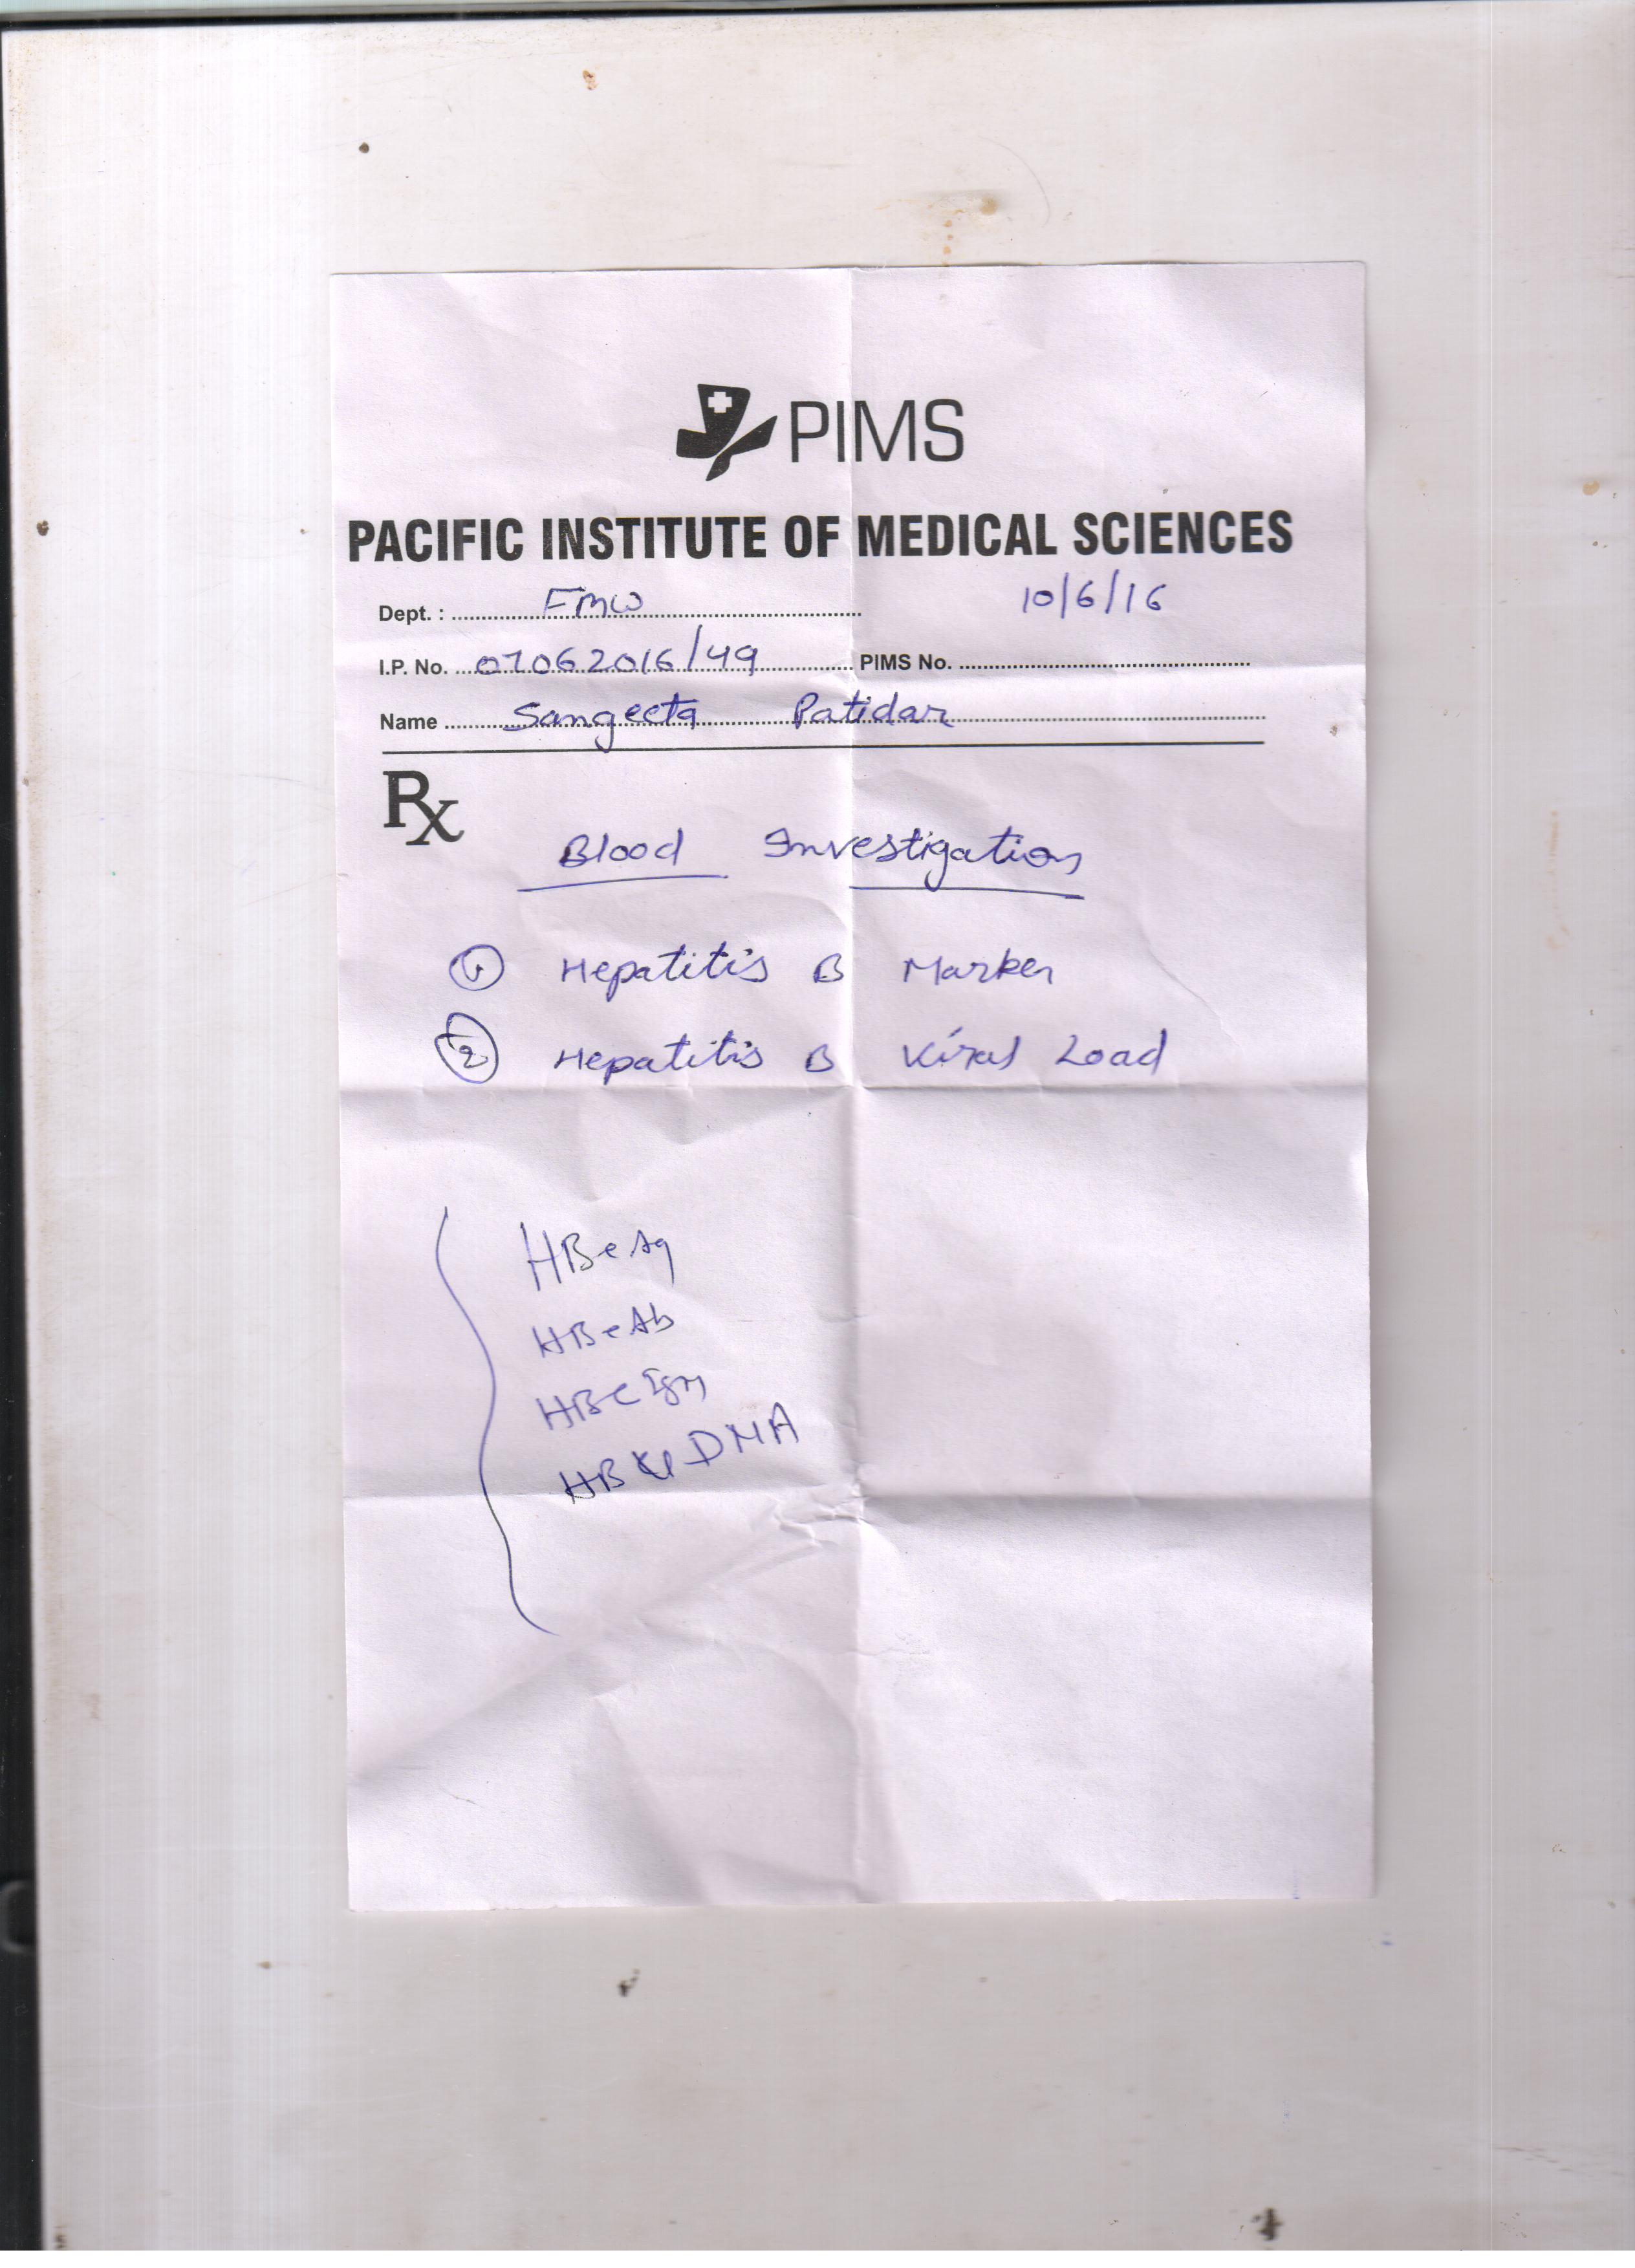 PIMS
PACIFIC INSTITUTE OF MEDICAL SCIENCES
Dept. : FMW 10/6/16
I.P. No. 07062016/49 PIMS No.
Name Sangeeta Patidar
Rx
Blood Investigation
① Hepatitis B Marker
② Hepatitis B Viral Load
HBeAg
HBeAb
HBc IgM
HBV DNA